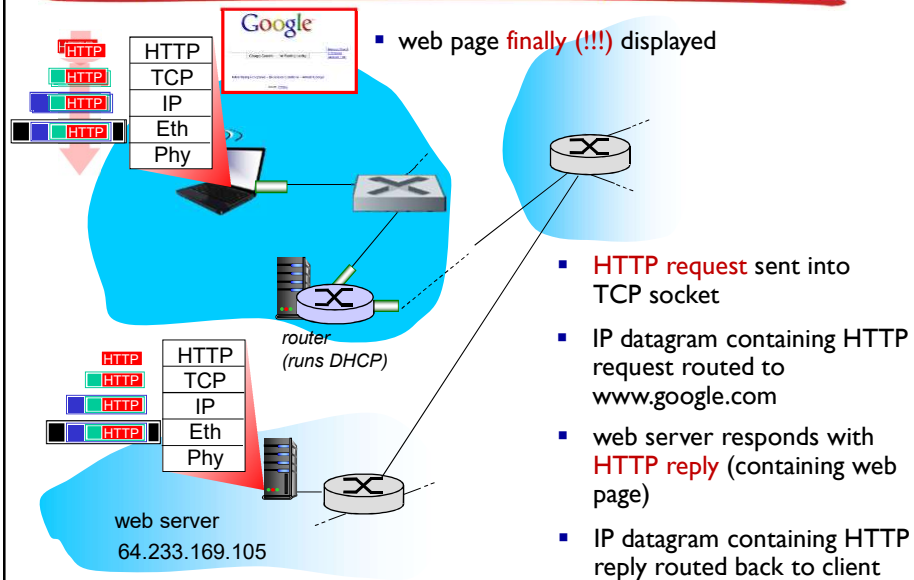 Google
web page finally (!!!) displayed
HTTP
HTTP
HTTP
HTTP
HTTP
HTTP
TCP
IP
Eth
Phy
HTTP request sent into
TCP socket
IP datagram containing HTTP
request routed to
www.google.com
web server responds with
HTTP reply (containing web
page)
IP datagram containing HTTP
reply routed back to client
router
(runs DHCP)
HTTP
HTTP
HTTP
HTTP
HTTP
TCP
IP
Eth
Phy
web server
64.233.169.105